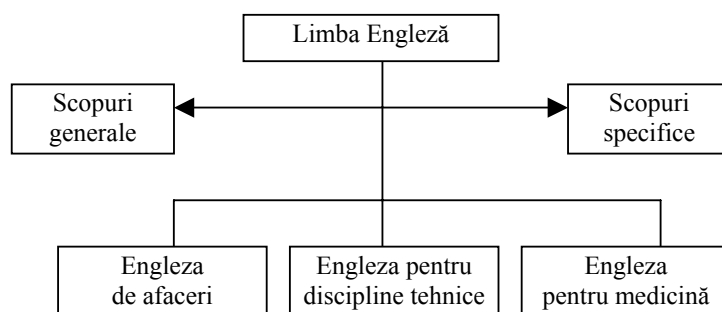 Limba Engleză
Scopuri
generale
Scopuri
specifice
Engleza
de afaceri
Engleza pentru
discipline tehnice
Engleza
pentru medicină